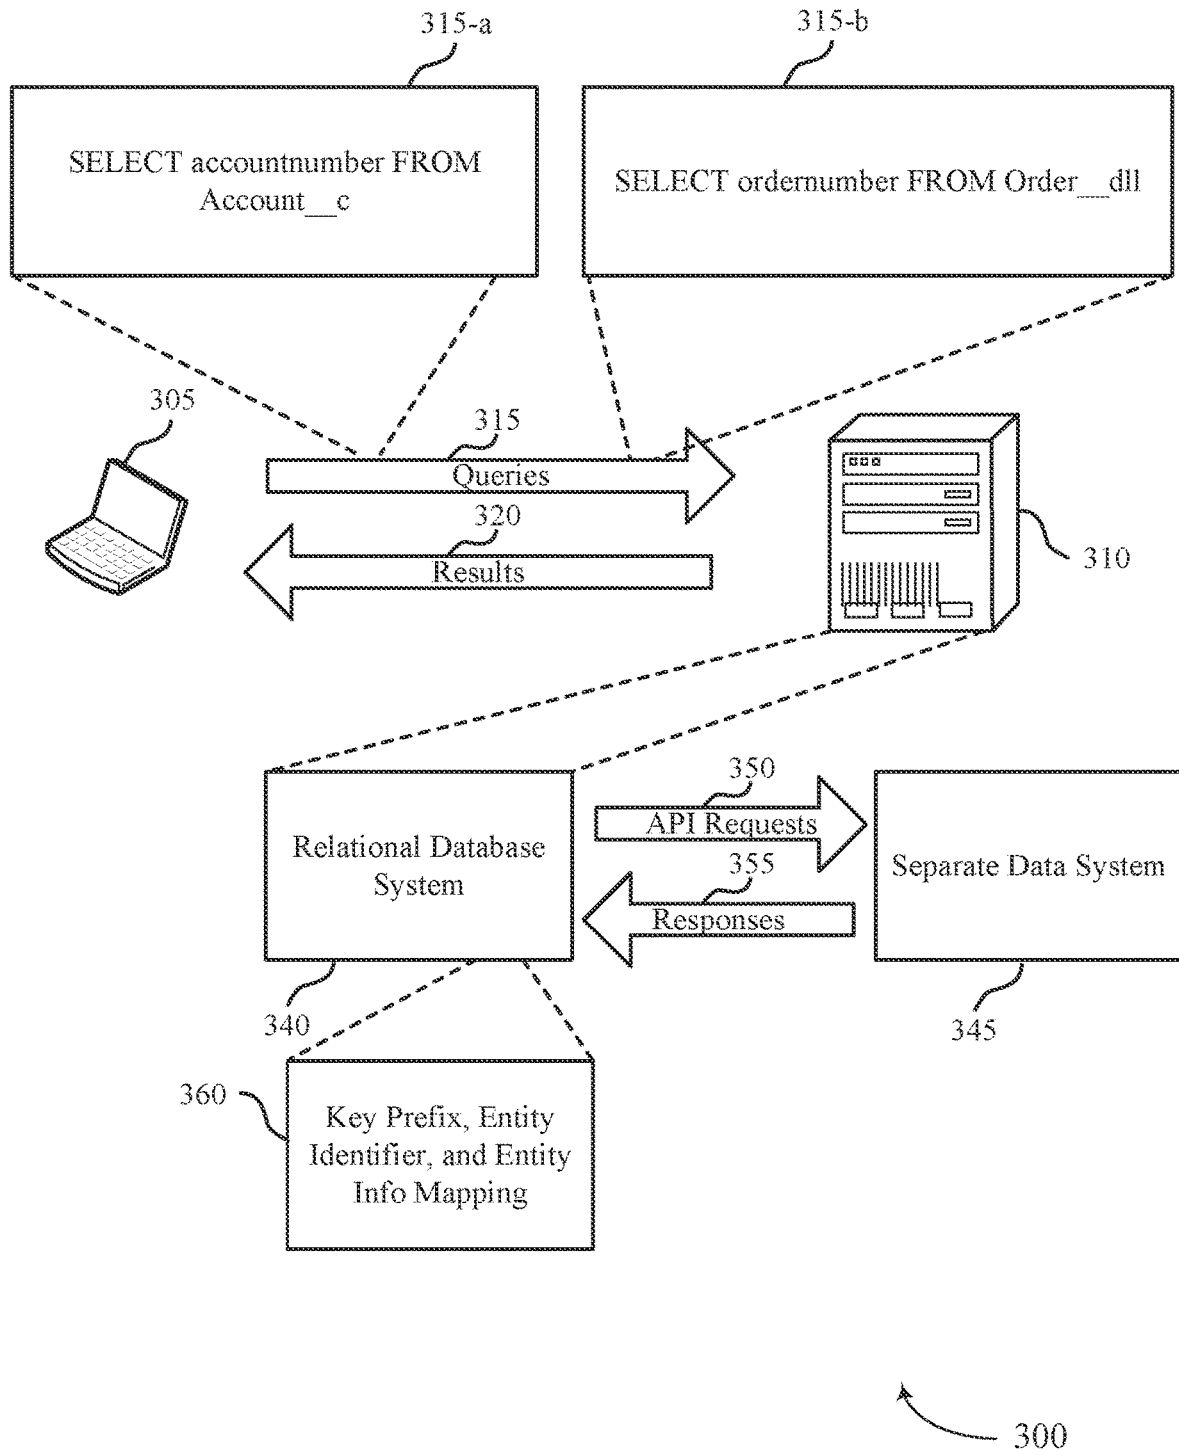 315-a
315-b
SELECT accountnumber FROM
Account__c
SELECT ordernumber FROM Order__dll
305
315
Queries
320
Results
310
350
API Requests
Relational Database
System
355
Responses
Separate Data System
340
345
360
Key Prefix, Entity
Identifier, and Entity
Info Mapping
300